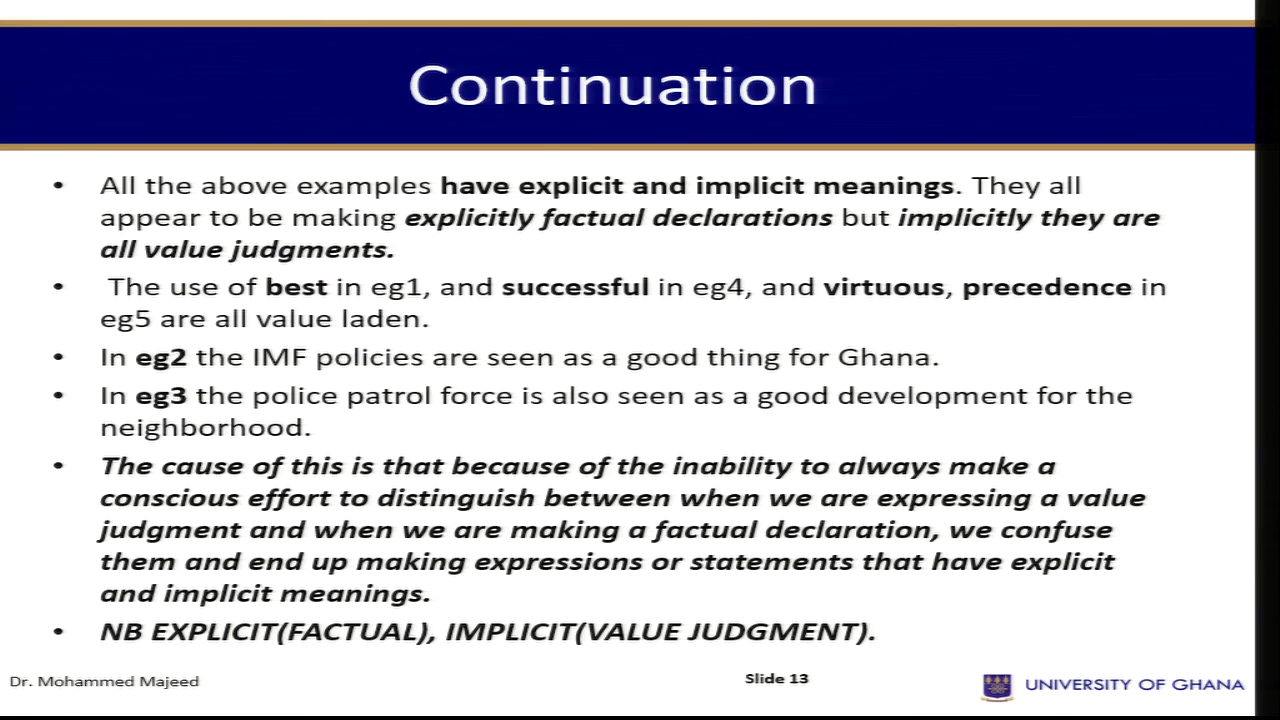 Continuation
• All the above examples have explicit and implicit meanings. They all
appear to be making explicitly factual declarations but implicitly they are
all value judgments.
• The use of best in eg1, and successful in eg4, and virtuous, precedence in
eg5 are all value laden.
• In eg2 the IMF policies are seen as a good thing for Ghana.
• In eg3 the police patrol force is also seen as a good development for the
neighborhood.
• The cause of this is that because of the inability to always make a
conscious effort to distinguish between when we are expressing a value
judgment and when we are making a factual declaration, we confuse
them and end up making expressions or statements that have explicit
and implicit meanings.
• NB EXPLICIT(FACTUAL), IMPLICIT(VALUE JUDGMENT).
Dr. Mohammed Majeed
Slide 13
UNIVERSITY OF GHANA